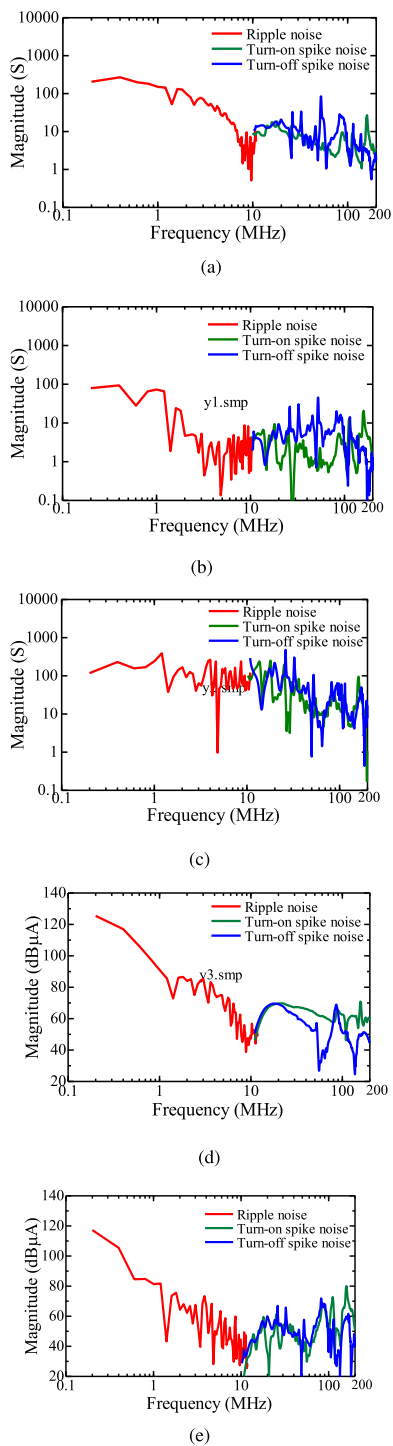 10000
1000
100
10
1
0.1
0.1
1
10
100
200
Magnitude (S)
Frequency (MHz)
Ripple noise
Turn-on spike noise
Turn-off spike noise
(a)
10000
1000
100
10
1
0.1
0.1
1
10
100
200
Magnitude (S)
Frequency (MHz)
Ripple noise
Turn-on spike noise
Turn-off spike noise
y1.smp
(b)
10000
1000
100
10
1
0.1
0.1
1
10
100
200
Magnitude (S)
Frequency (MHz)
Ripple noise
Turn-on spike noise
Turn-off spike noise
y2.smp
(c)
140
120
100
80
60
40
20
0.1
1
10
100
200
Magnitude (dBµA)
Frequency (MHz)
Ripple noise
Turn-on spike noise
Turn-off spike noise
y3.smp
(d)
140
120
100
80
60
40
20
0.1
1
10
100
200
Magnitude (dBµA)
Frequency (MHz)
Ripple noise
Turn-on spike noise
Turn-off spike noise
(e)